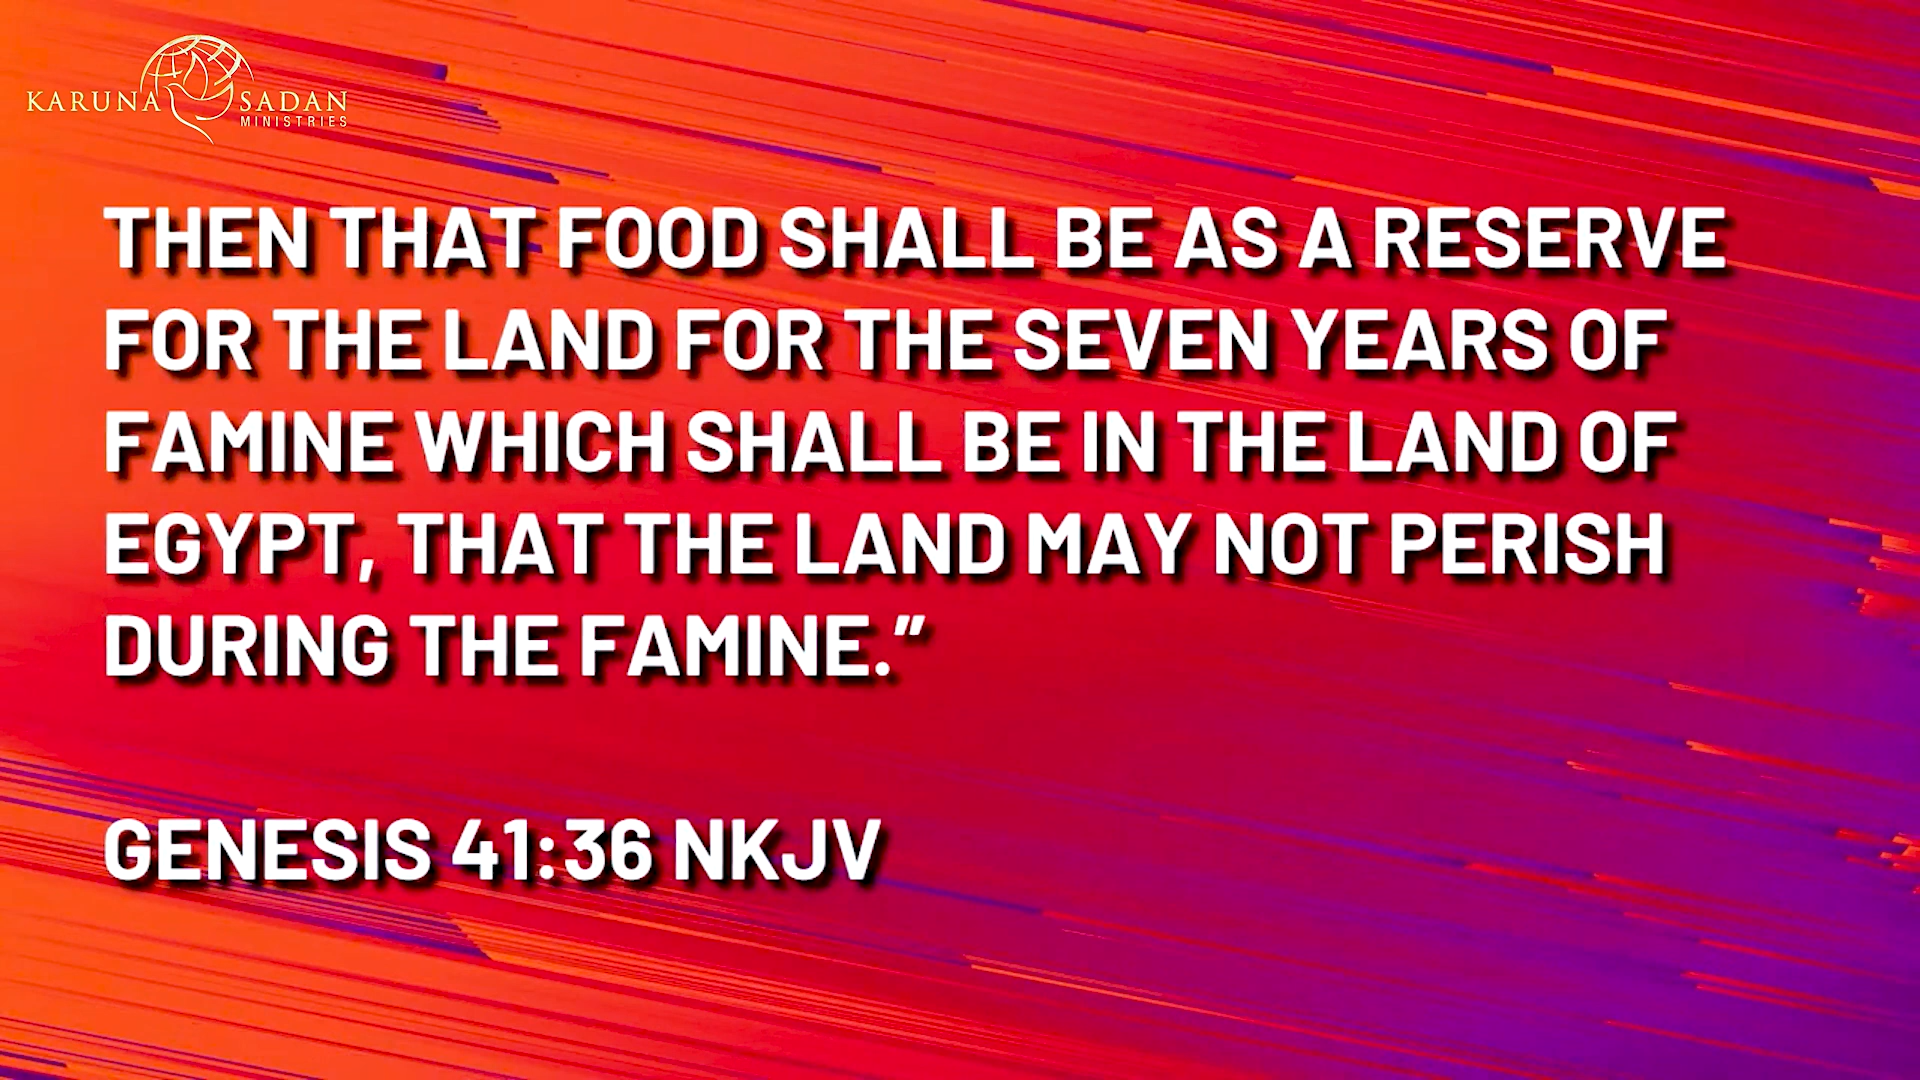 KARUNA SADAN
MINISTRIES
THEN THAT FOOD SHALL BE AS A RESERVE
FOR THE LAND FOR THE SEVEN YEARS OF
FAMINE WHICH SHALL BE IN THE LAND OF
EGYPT, THAT THE LAND MAY NOT PERISH
DURING THE FAMINE.”
GENESIS 41:36 NKJV